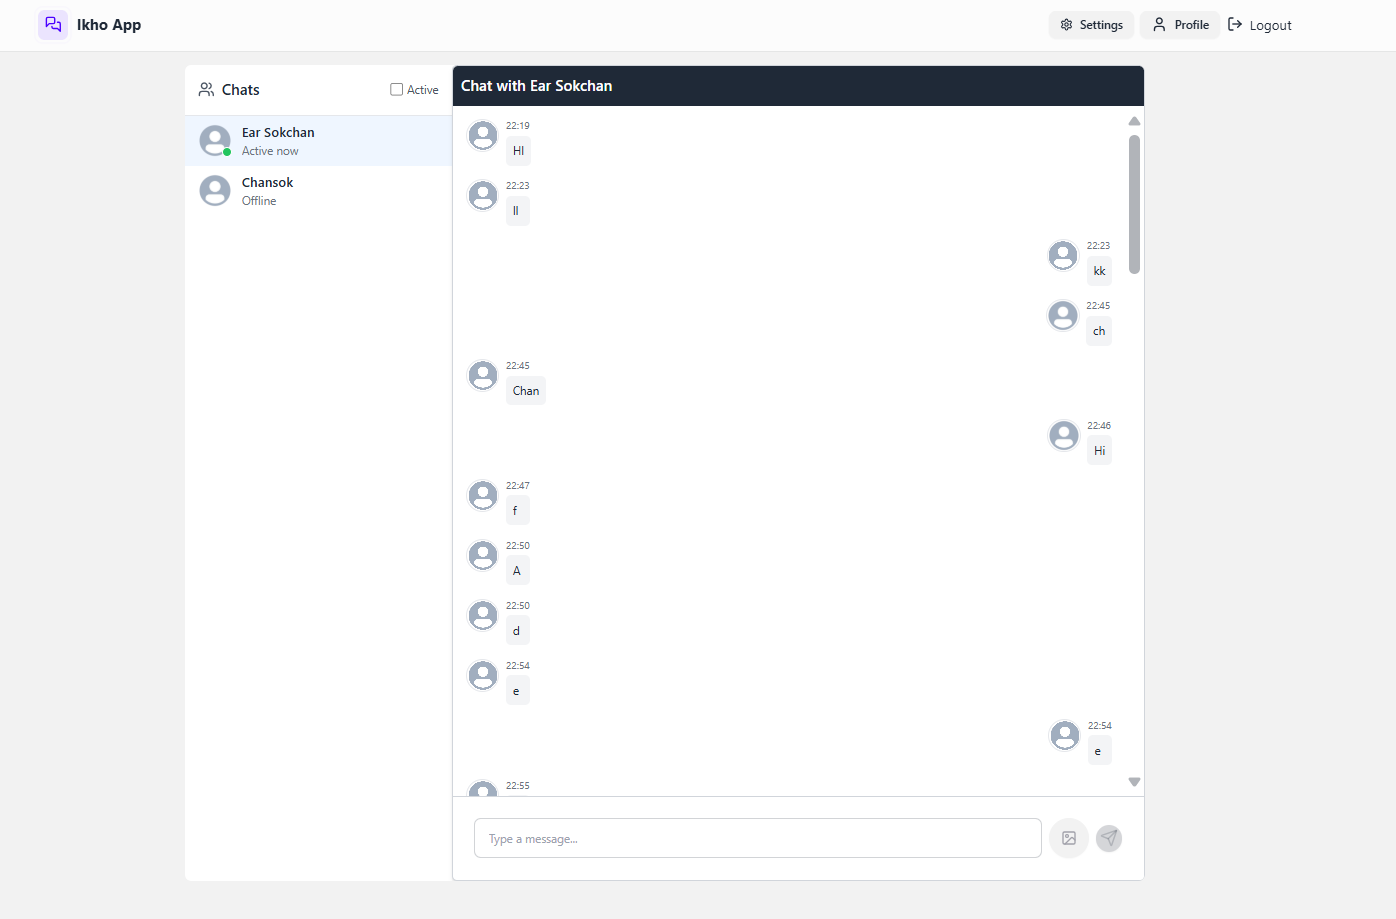 Ikho App
Settings
Profile
Logout
Chats
Active
Ear Sokchan
Active now
Chansok
Offline
Chat with Ear Sokchan
22:19
HI
22:23
ll
22:23
kk
22:45
ch
22:45
Chan
22:46
Hi
22:47
f
22:50
A
22:50
d
22:54
e
22:54
e
22:55
Type a message...